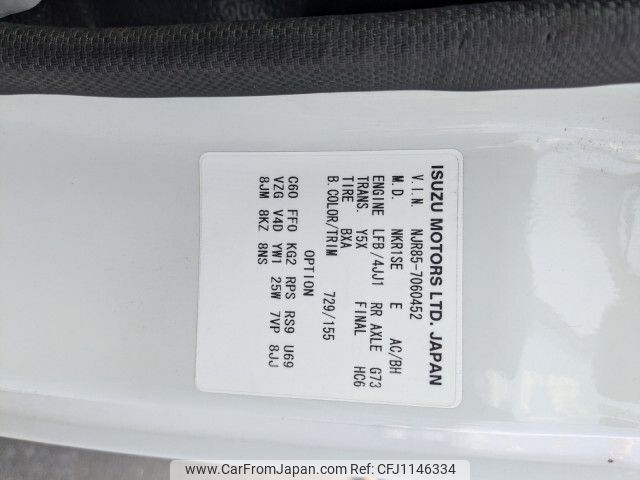 ISUZU MOTORS LTD. JAPAN
V.I.N. NJR85-7060452
M.D. NKR1SE E AC/BH
ENGINE LFB/4JJ1 RR AXLE G73
TRANS. Y5X FINAL HC6
TIRE BXA
B.COLOR/TRIM 729/155
OPTION
C60 FF0 KG2 RPS RS9 U69
VZG V4D YW1 25W 7VP 8JJ
8JM 8KZ 8NS
www.CarFromJapan.com | CFJ1146334